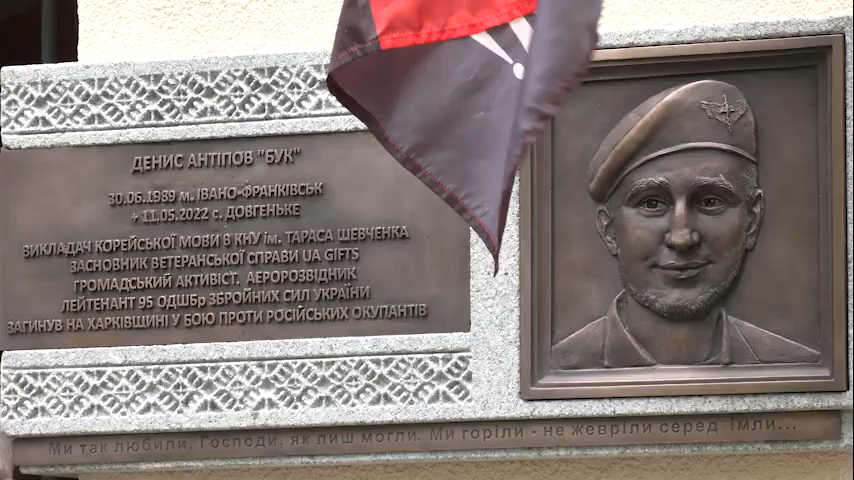 ДЕНИС АНТІПОВ "БУК"
30.06.1989 м. ІВАНО-ФРАНКІВСЬК
+ 11.05.2022 с. ДОВГЕНЬКЕ
ВИКЛАДАЧ КОРЕЙСЬКОЇ МОВИ В КНУ ІМ. ТАРАСА ШЕВЧЕНКА
ЗАСНОВНИК ВЕТЕРАНСЬКОЇ СПРАВИ UA GIFTS
ГРОМАДСЬКИЙ АКТИВІСТ. АЕРОРОЗВІДНИК
ЛЕЙТЕНАНТ 95 ОДШБр ЗБРОЙНИХ СИЛ УКРАЇНИ
ЗАГИНУВ НА ХАРКІВЩИНІ У БОЮ ПРОТИ РОСІЙСЬКИХ ОКУПАНТІВ
Ми так любили, Господи, як лиш могли. Ми горіли - не жевріли серед імли...